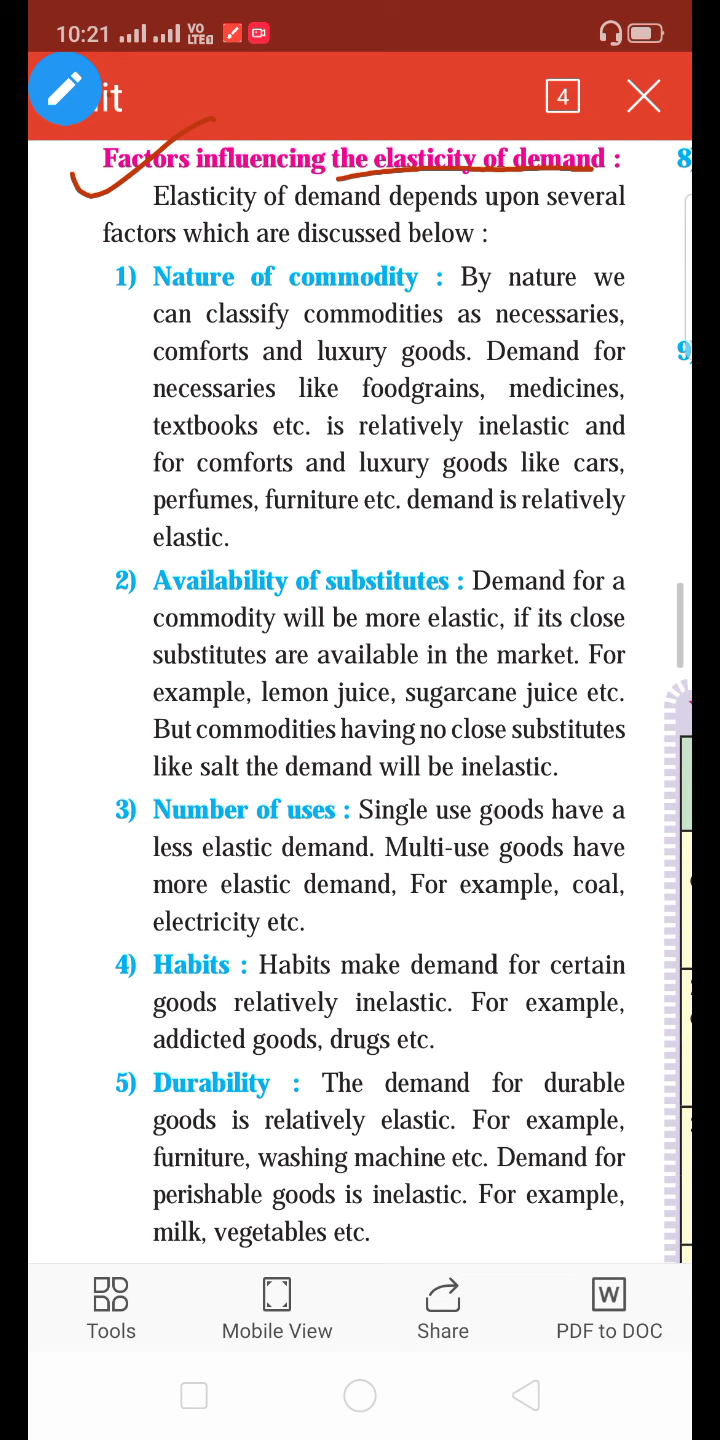 10:21 VO LTE
it 4
Factors influencing the elasticity of demand :
Elasticity of demand depends upon several
factors which are discussed below :
1) Nature of commodity : By nature we
can classify commodities as necessaries,
comforts and luxury goods. Demand for
necessaries like foodgrains, medicines,
textbooks etc. is relatively inelastic and
for comforts and luxury goods like cars,
perfumes, furniture etc. demand is relatively
elastic.
2) Availability of substitutes : Demand for a
commodity will be more elastic, if its close
substitutes are available in the market. For
example, lemon juice, sugarcane juice etc.
But commodities having no close substitutes
like salt the demand will be inelastic.
3) Number of uses : Single use goods have a
less elastic demand. Multi-use goods have
more elastic demand, For example, coal,
electricity etc.
4) Habits : Habits make demand for certain
goods relatively inelastic. For example,
addicted goods, drugs etc.
5) Durability : The demand for durable
goods is relatively elastic. For example,
furniture, washing machine etc. Demand for
perishable goods is inelastic. For example,
milk, vegetables etc.
8
9
Tools Mobile View Share W PDF to DOC